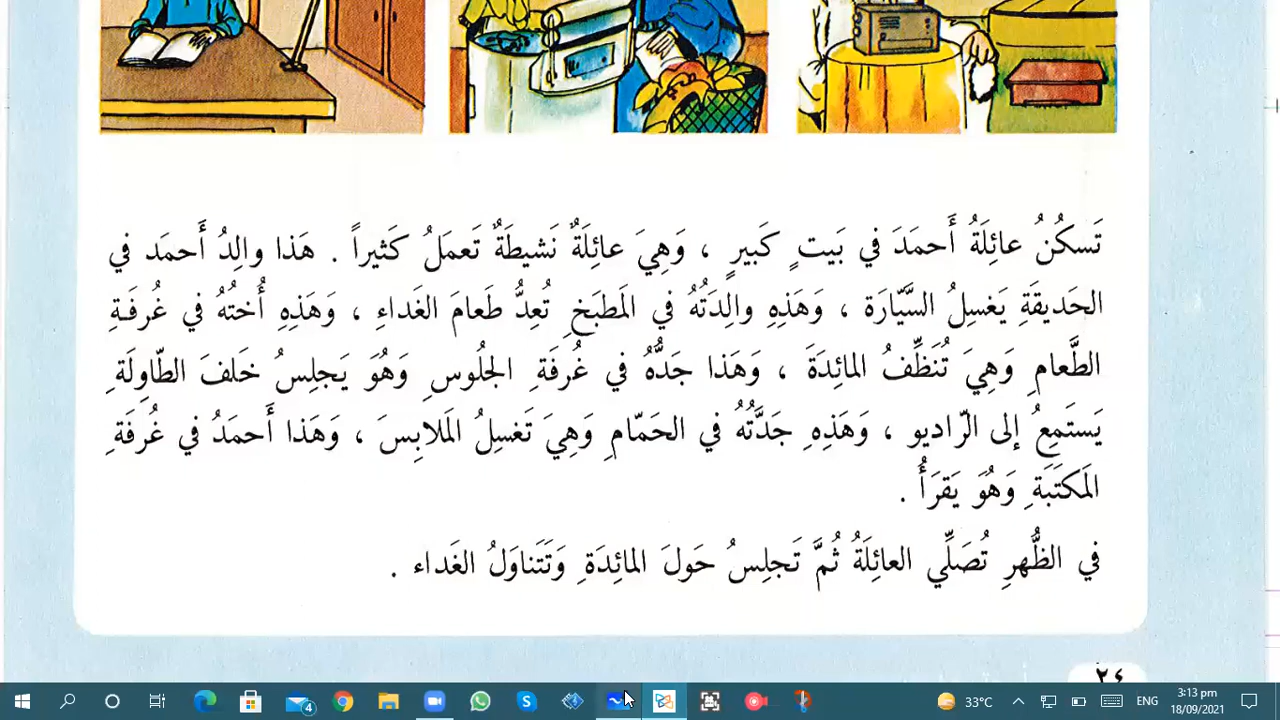 تَسكُنُ عائِلَةُ أَحمَدَ في بَيتٍ كَبيرٍ ، وَهِيَ عائِلَةٌ نَشيطَةٌ تَعمَلُ كَثيراً . هَذا والِدُ أَحمَد في
الحَديقَةِ يَغسِلُ السَّيّارَة ، وَهَذِهِ والِدَتُهُ في المَطبَخِ تُعِدُّ طَعامَ الغَداءِ ، وَهَذِهِ أُختُهُ في غُرفَةِ
الطَّعامِ وَهِيَ تُنَظِّفُ المائِدَةَ ، وَهَذا جَدُّهُ في غُرفَةِ الجُلُوسِ وَهُوَ يَجلِسُ خَلفَ الطّاوِلَةِ
يَستَمِعُ إلى الرّاديو ، وَهَذِهِ جَدَّتُهُ في الحَمّامِ وَهِيَ تَغسِلُ المَلابِسَ ، وَهَذا أَحمَدُ في غُرفَةِ
المَكتَبَةِ وَهُوَ يَقرَأُ .
في الظُّهرِ تُصَلِّي العائِلَةُ ثُمَّ تَجلِسُ حَولَ المائِدَةِ وَتَتَناوَلُ الغَداء .
٢٤
4
33°C
ENG
3:13 pm
18/09/2021